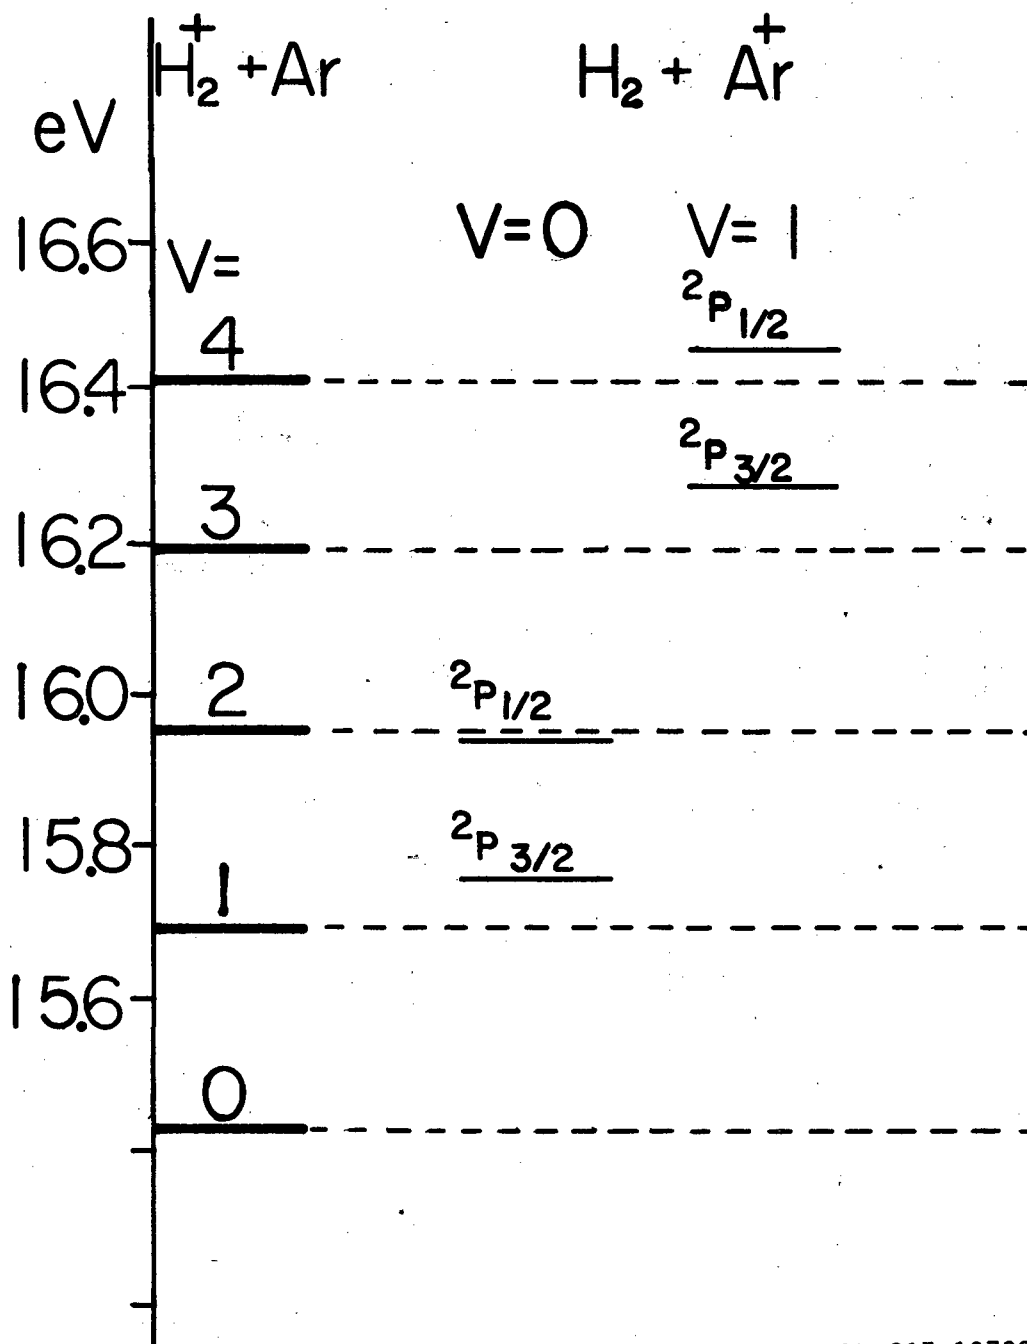 H₂⁺ + Ar H₂ + Ar⁺
eV
V=0 V=1
16.6 V=
²P₁/₂
4
16.4
²P₃/₂
3
16.2
16.0 2 ²P₁/₂
15.8 ²P₃/₂
1
15.6
0